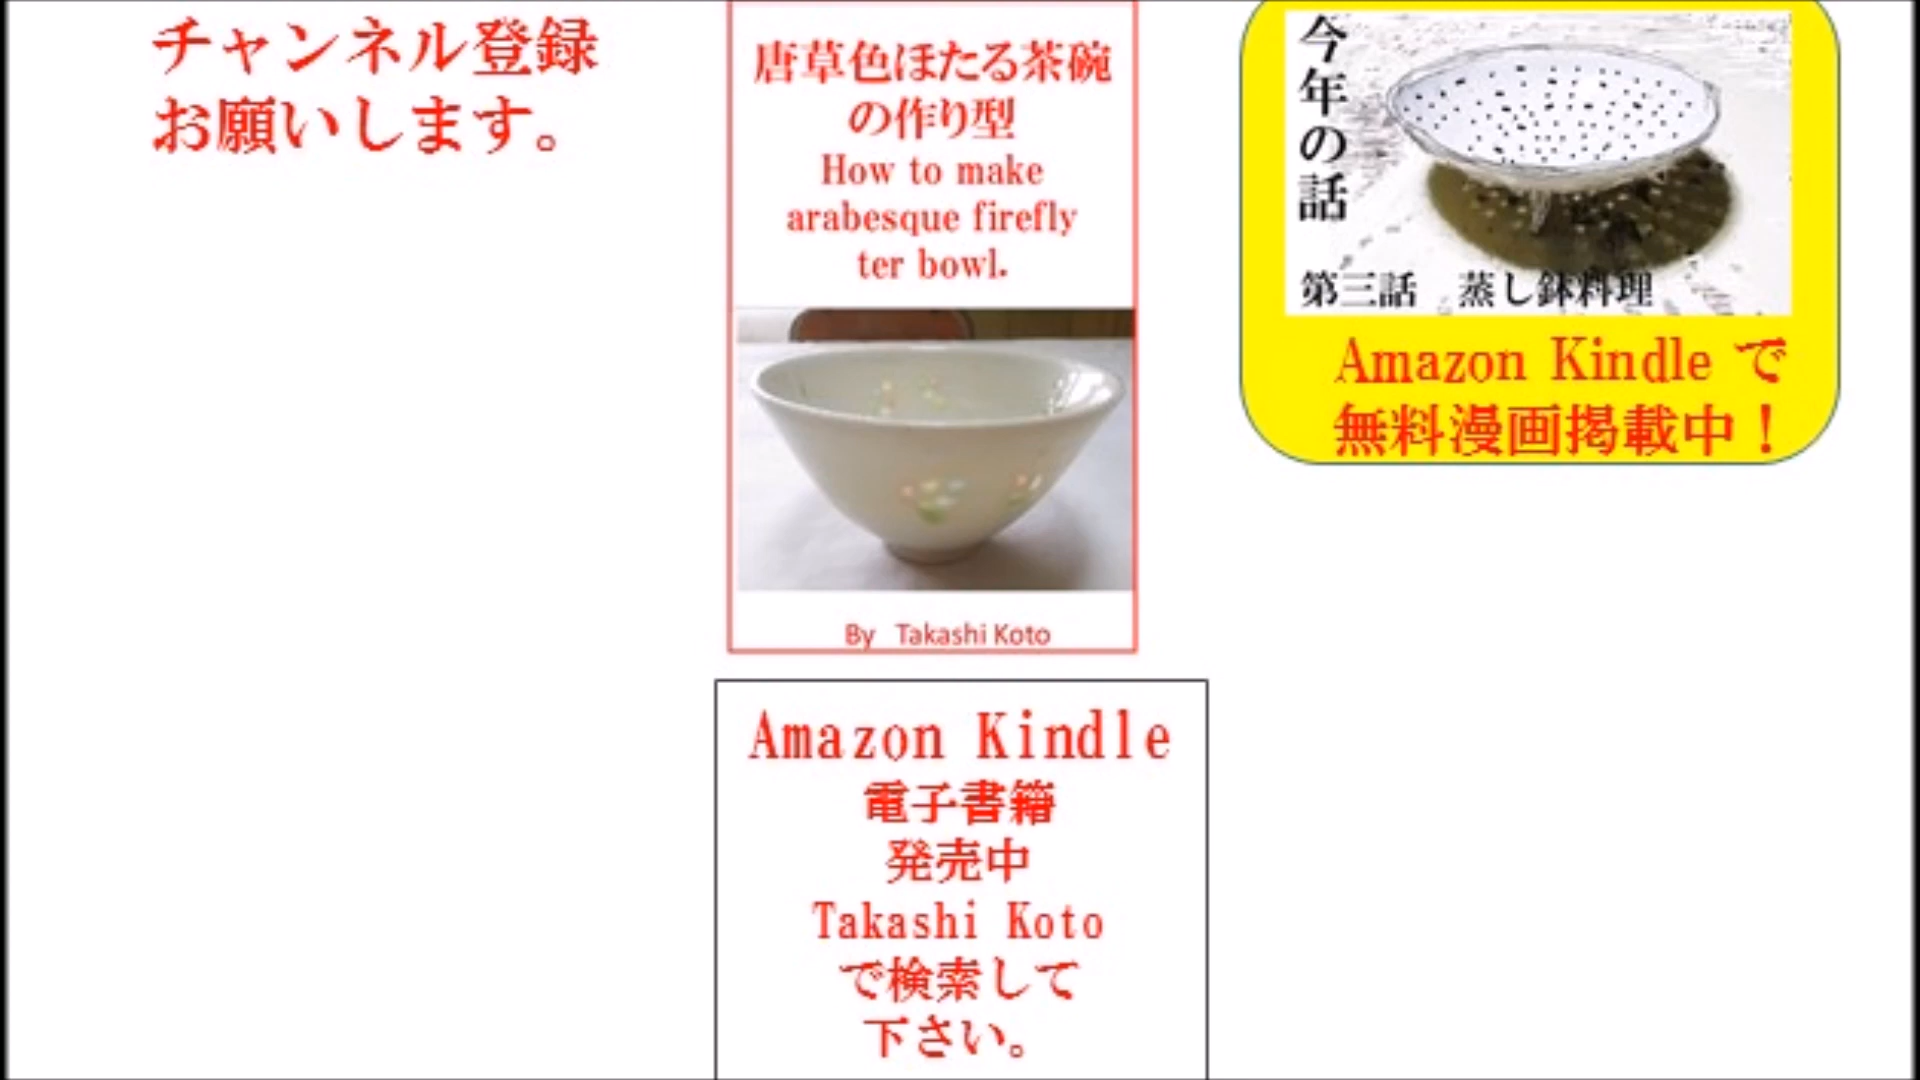 チャンネル登録
お願いします。
唐草色ほたる茶碗
の作り型
How to make
arabesque firefly
ter bowl.
By Takashi Koto
Amazon Kindle
電子書籍
発売中
Takashi Koto
で検索して
下さい。
今年の話
第三話 蒸し鉢料理
Amazon Kindle で
無料漫画掲載中！